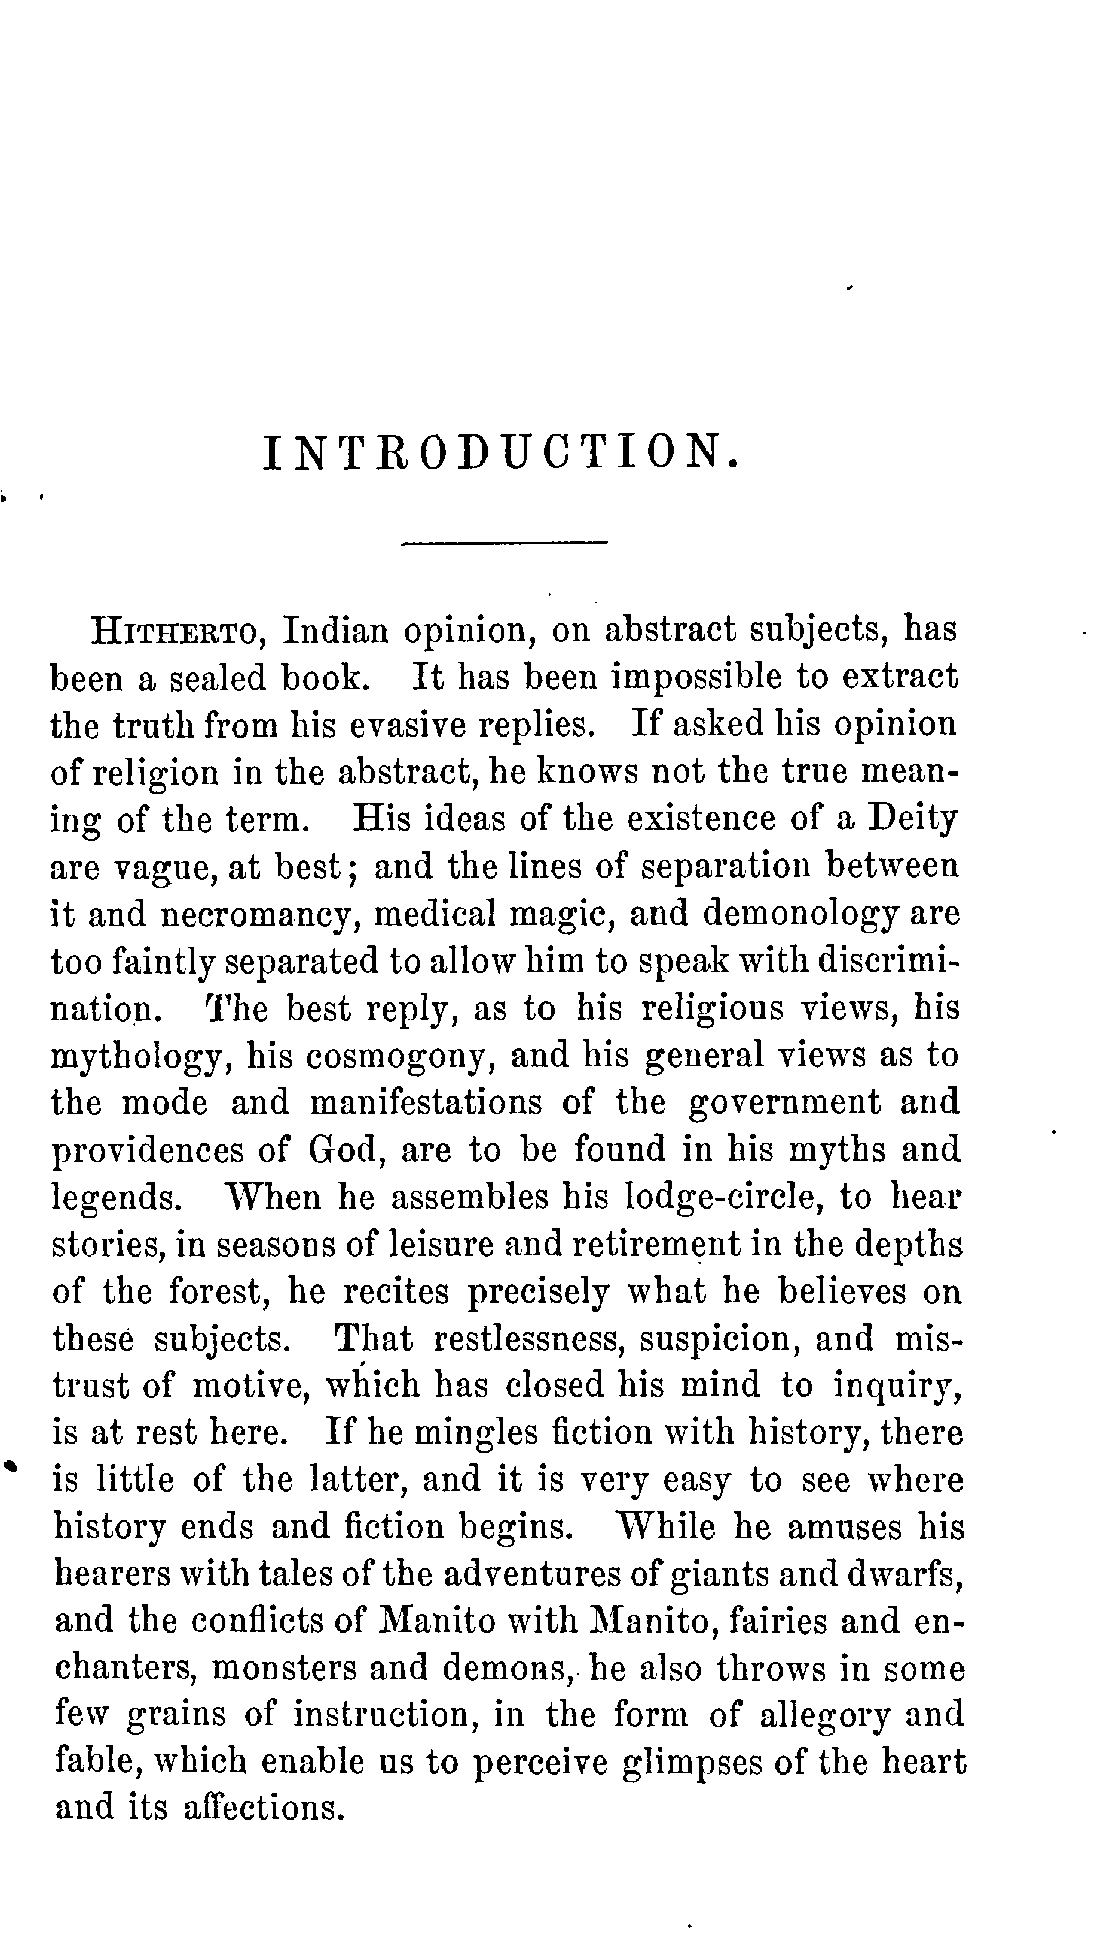 INTRODUCTION.
HITHERTO, Indian opinion, on abstract subjects, has
been a sealed book. It has been impossible to extract
the truth from his evasive replies. If asked his opinion
of religion in the abstract, he knows not the true mean-
ing of the term. His ideas of the existence of a Deity
are vague, at best; and the lines of separation between
it and necromancy, medical magic, and demonology are
too faintly separated to allow him to speak with discrimi-
nation. The best reply, as to his religious views, his
mythology, his cosmogony, and his general views as to
the mode and manifestations of the government and
providences of God, are to be found in his myths and
legends. When he assembles his lodge-circle, to hear
stories, in seasons of leisure and retirement in the depths
of the forest, he recites precisely what he believes on
these subjects. That restlessness, suspicion, and mis-
trust of motive, which has closed his mind to inquiry,
is at rest here. If he mingles fiction with history, there
is little of the latter, and it is very easy to see where
history ends and fiction begins. While he amuses his
hearers with tales of the adventures of giants and dwarfs,
and the conflicts of Manito with Manito, fairies and en-
chanters, monsters and demons, he also throws in some
few grains of instruction, in the form of allegory and
fable, which enable us to perceive glimpses of the heart
and its affections.